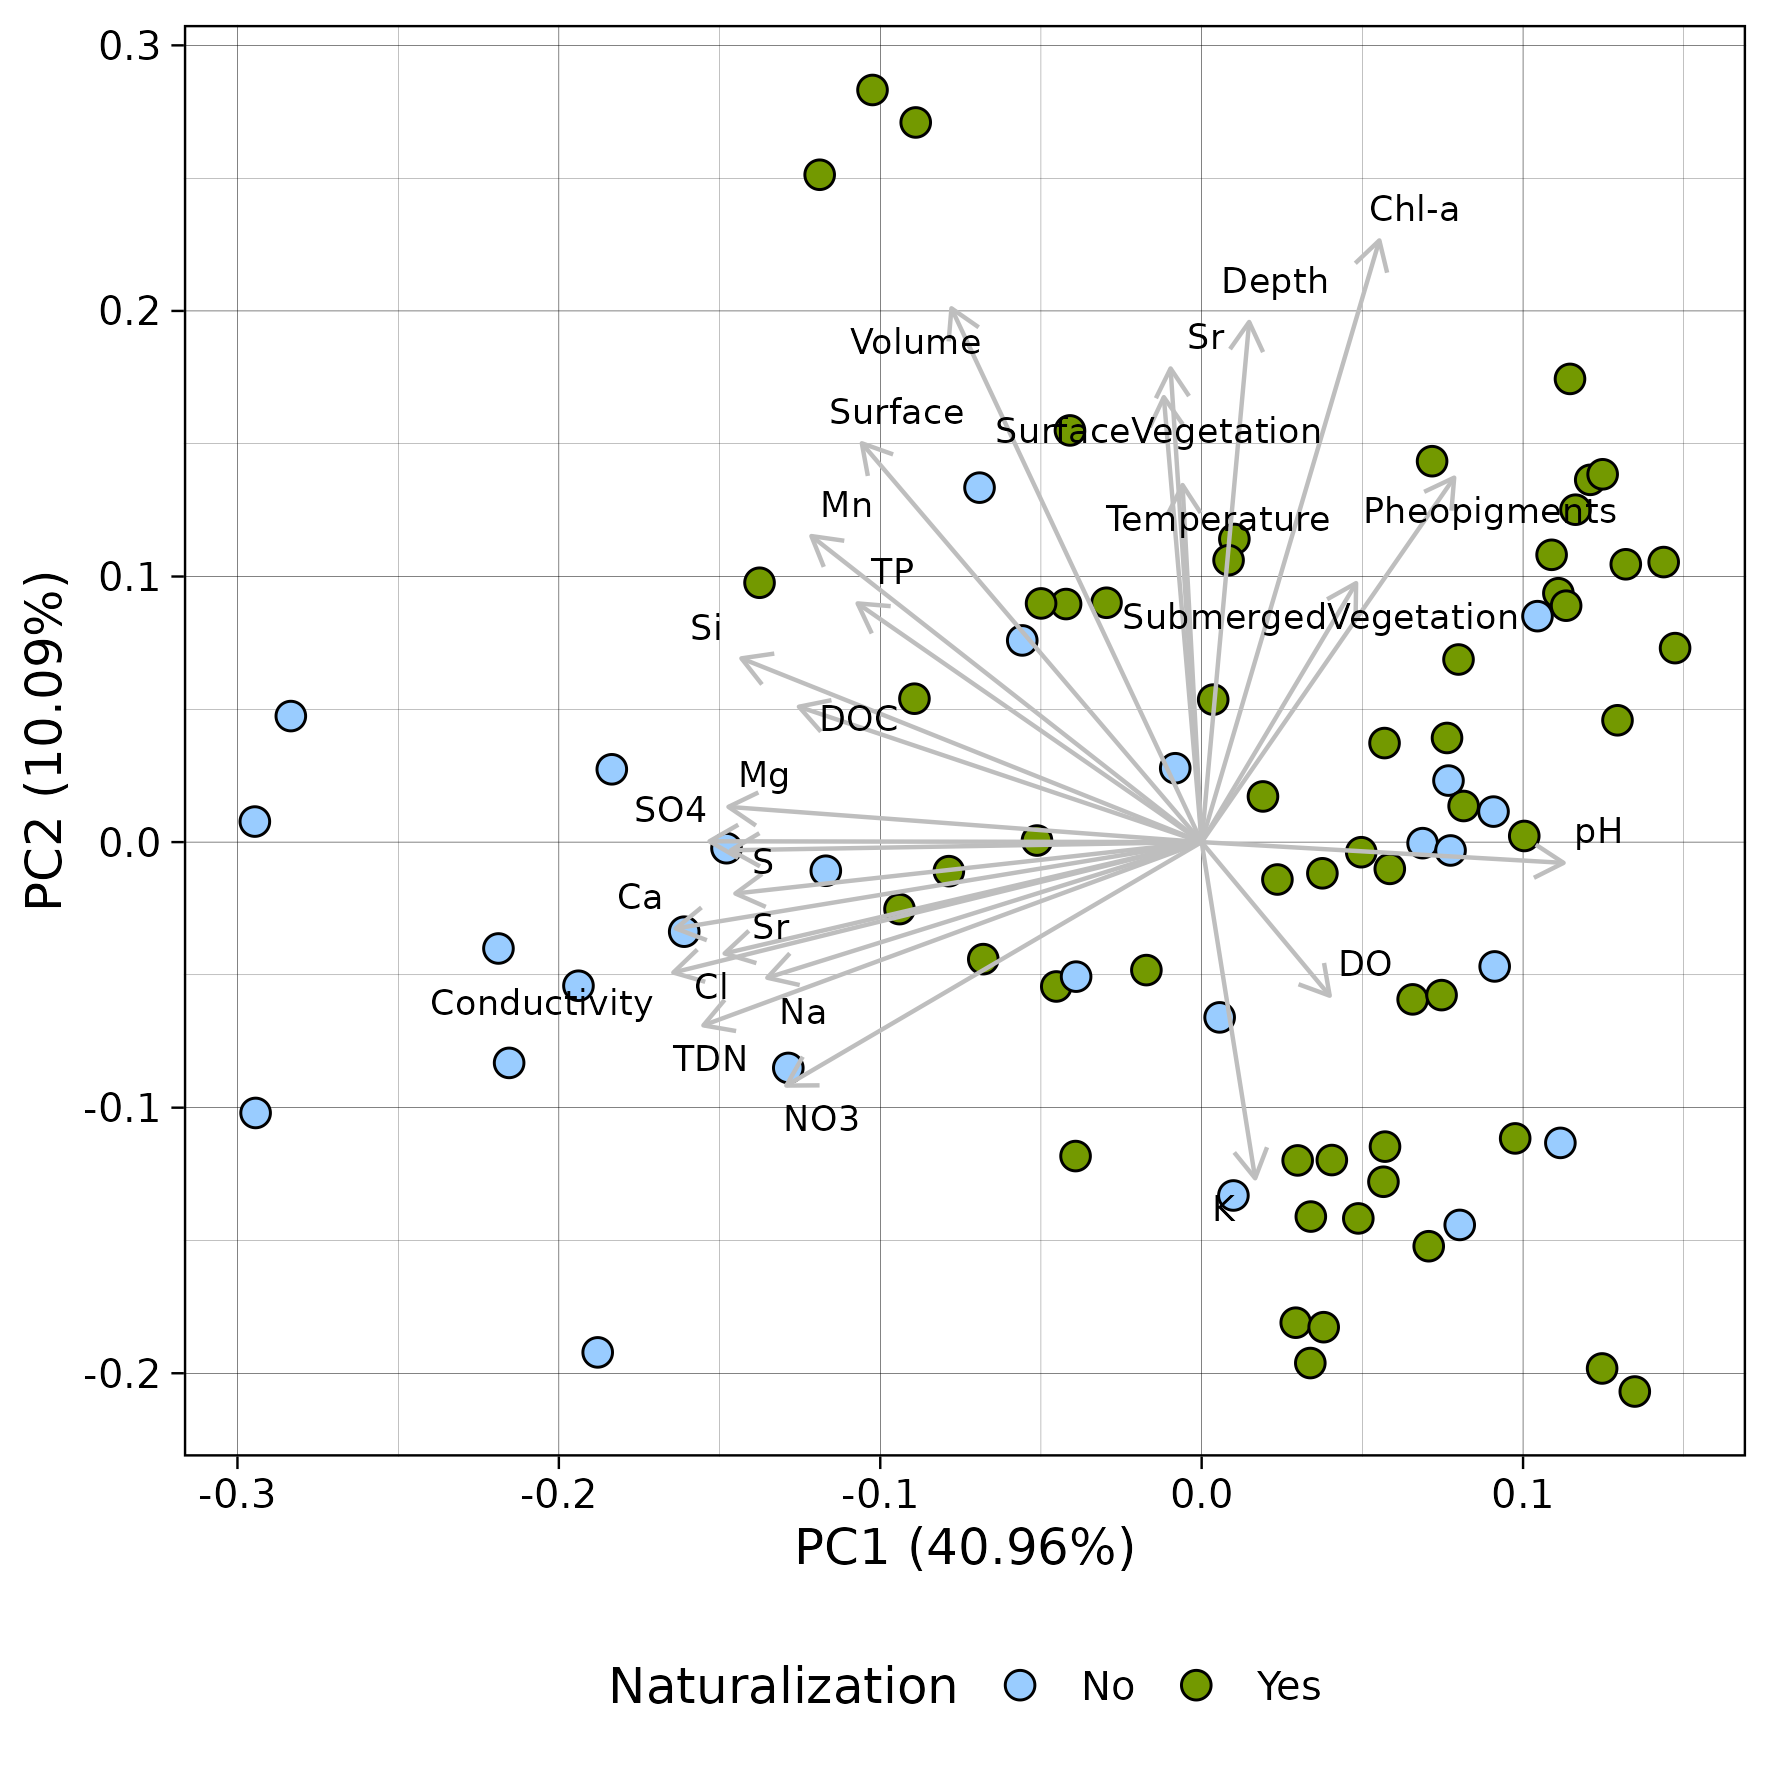 0.3
Chl-a
Depth
0.2
Sr
Volume
Surface
SurfaceVegetation
Mn
Pheopigments
Temperature
TP
0.1
SubmergedVegetation
Si
DOC
Mg
SO4
pH
0.0
S
Ca
Sr
DO
Cl
Conductivity
Na
TDN
-0.1
NO3
K
-0.2
PC2 (10.09%)
-0.3 -0.2 -0.1 0.0 0.1
PC1 (40.96%)
Naturalization No Yes